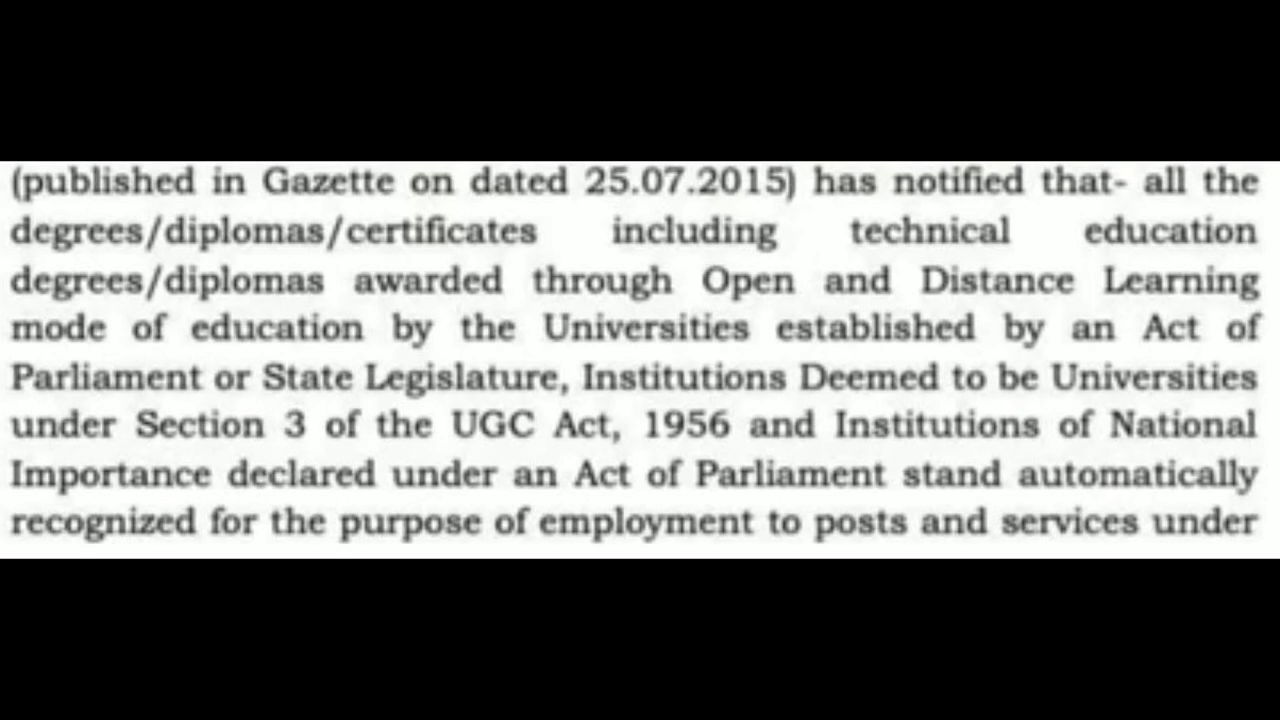 (published in Gazette on dated 25.07.2015) has notified that- all the
degrees/diplomas/certificates including technical education
degrees/diplomas awarded through Open and Distance Learning
mode of education by the Universities established by an Act of
Parliament or State Legislature, Institutions Deemed to be Universities
under Section 3 of the UGC Act, 1956 and Institutions of National
Importance declared under an Act of Parliament stand automatically
recognized for the purpose of employment to posts and services under